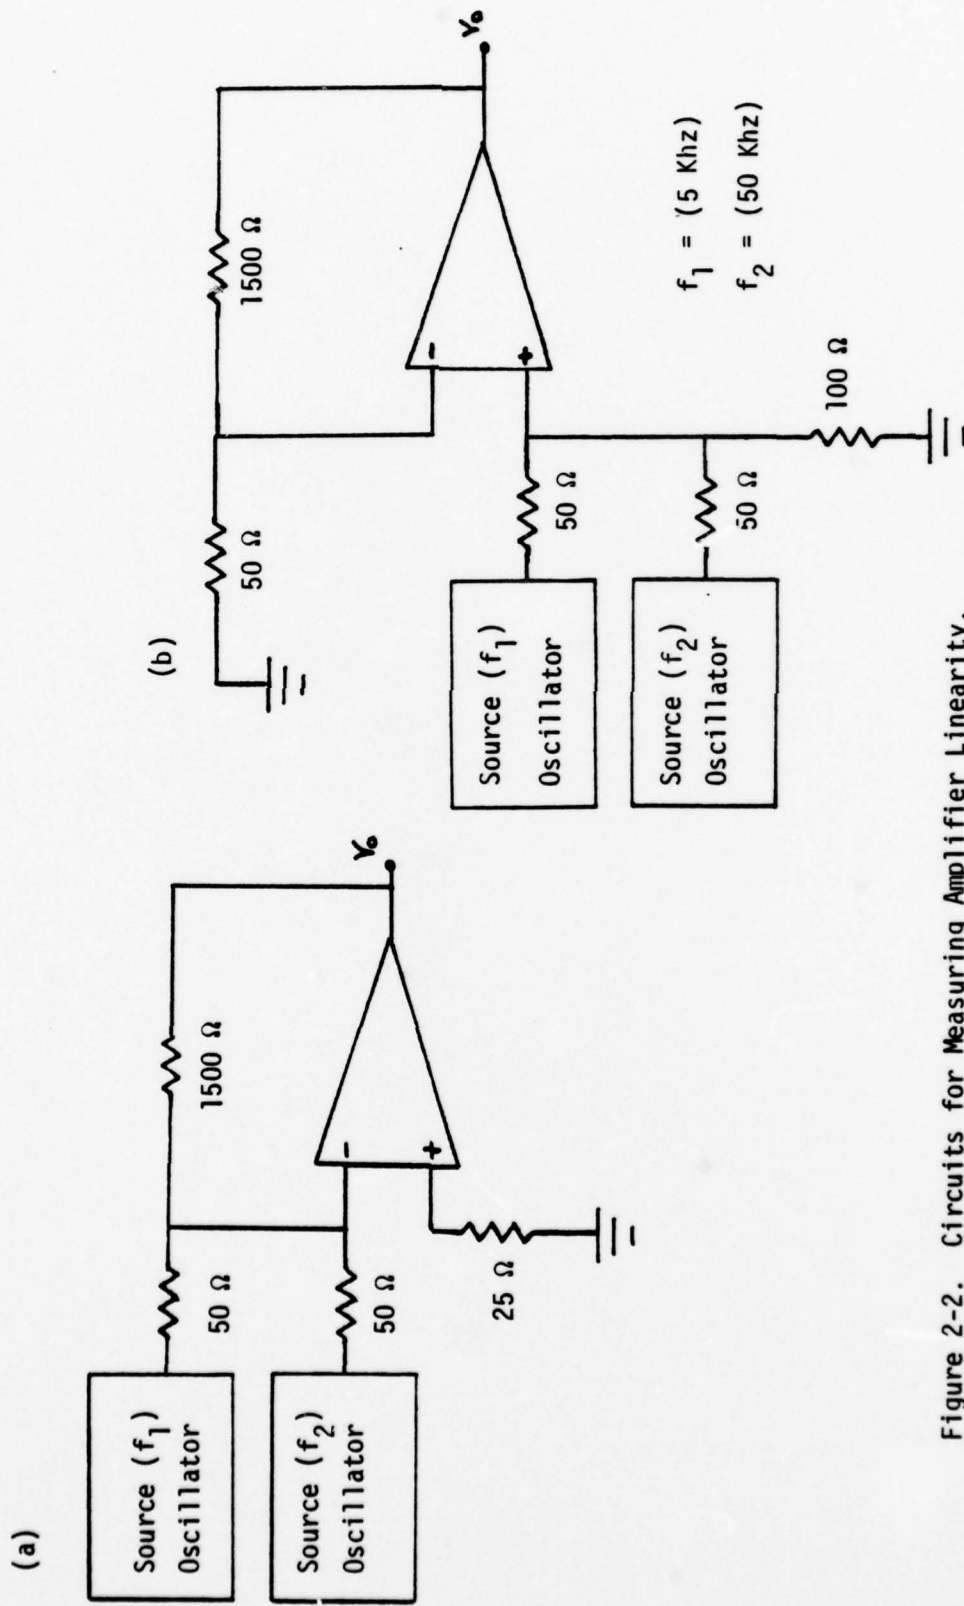 (a)
Source (f1)
Oscillator
50 Ω
1500 Ω
Source (f2)
Oscillator
50 Ω
-
+
25 Ω
Vo
(b)
50 Ω
1500 Ω
-
+
Vo
Source (f1)
Oscillator
50 Ω
Source (f2)
Oscillator
50 Ω
100 Ω
f1 = (5 Khz)
f2 = (50 Khz)
Figure 2-2. Circuits for Measuring Amplifier Linearity.